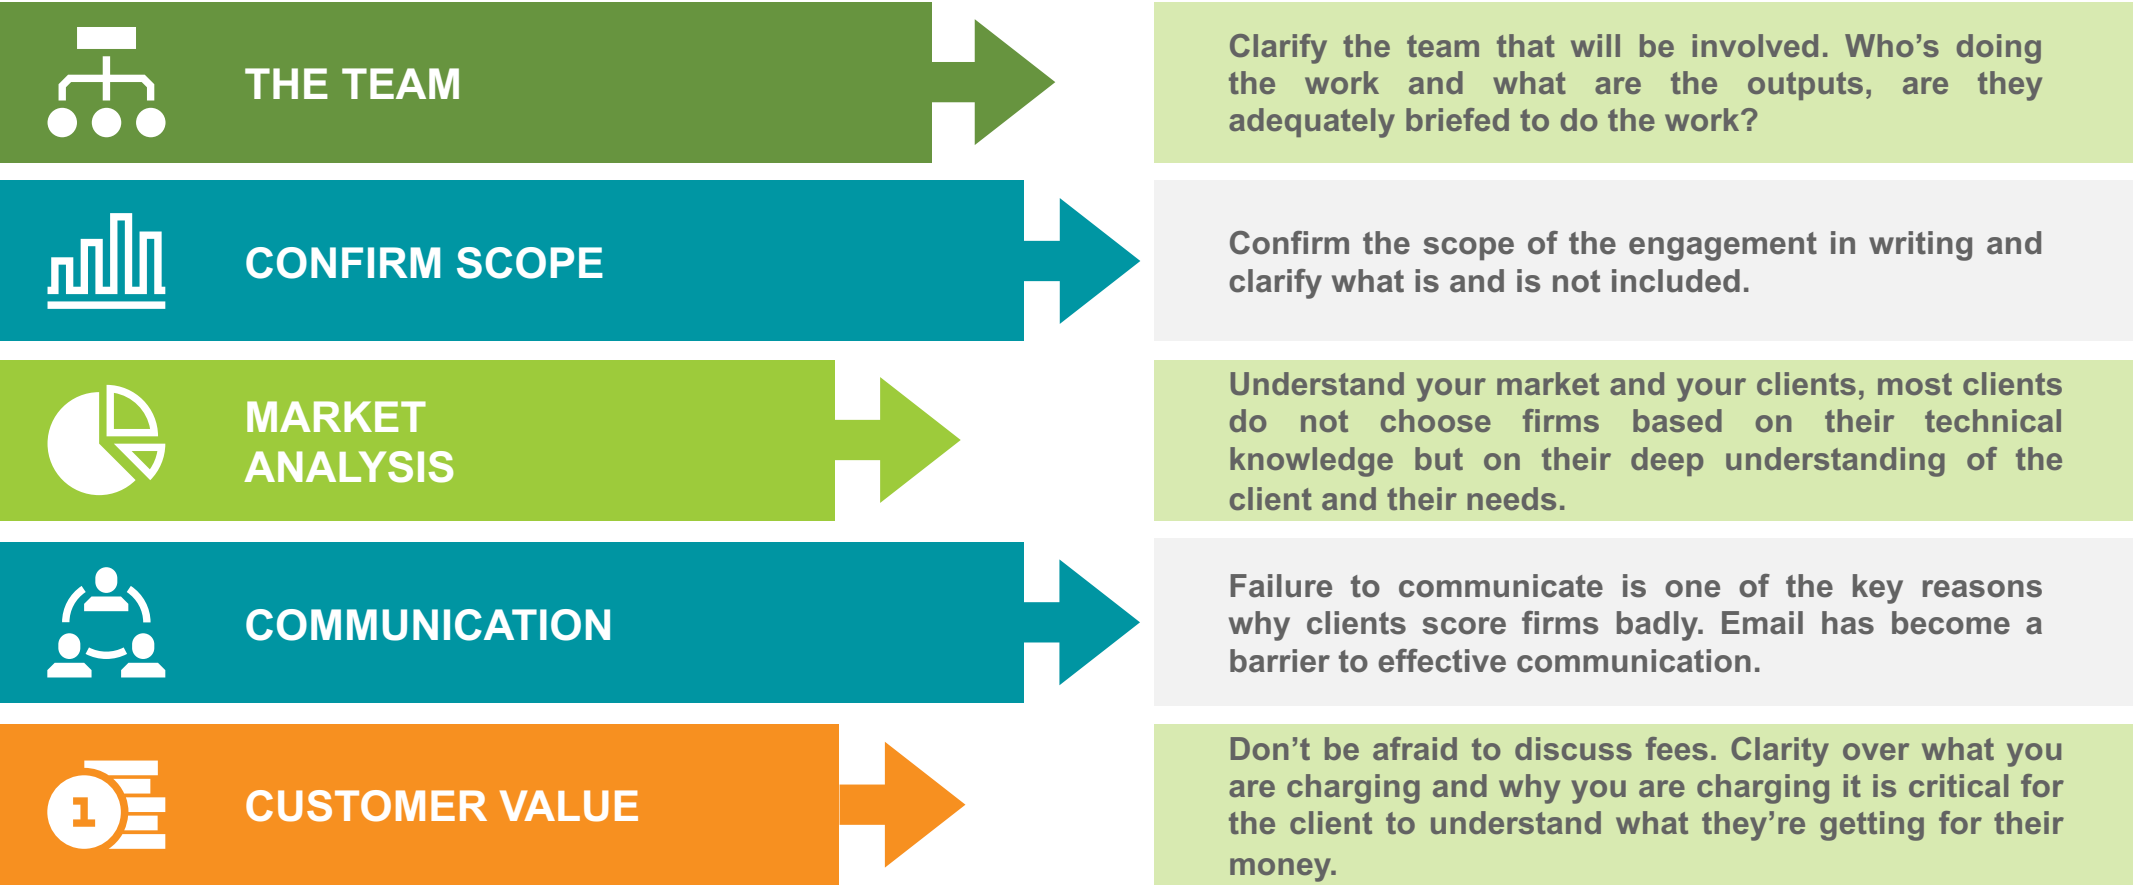 THE TEAM
Clarify the team that will be involved. Who’s doing
the work and what are the outputs, are they
adequately briefed to do the work?
CONFIRM SCOPE
Confirm the scope of the engagement in writing and
clarify what is and is not included.
MARKET
ANALYSIS
Understand your market and your clients, most clients
do not choose firms based on their technical
knowledge but on their deep understanding of the
client and their needs.
COMMUNICATION
Failure to communicate is one of the key reasons
why clients score firms badly. Email has become a
barrier to effective communication.
1
CUSTOMER VALUE
Don’t be afraid to discuss fees. Clarity over what you
are charging and why you are charging it is critical for
the client to understand what they’re getting for their
money.